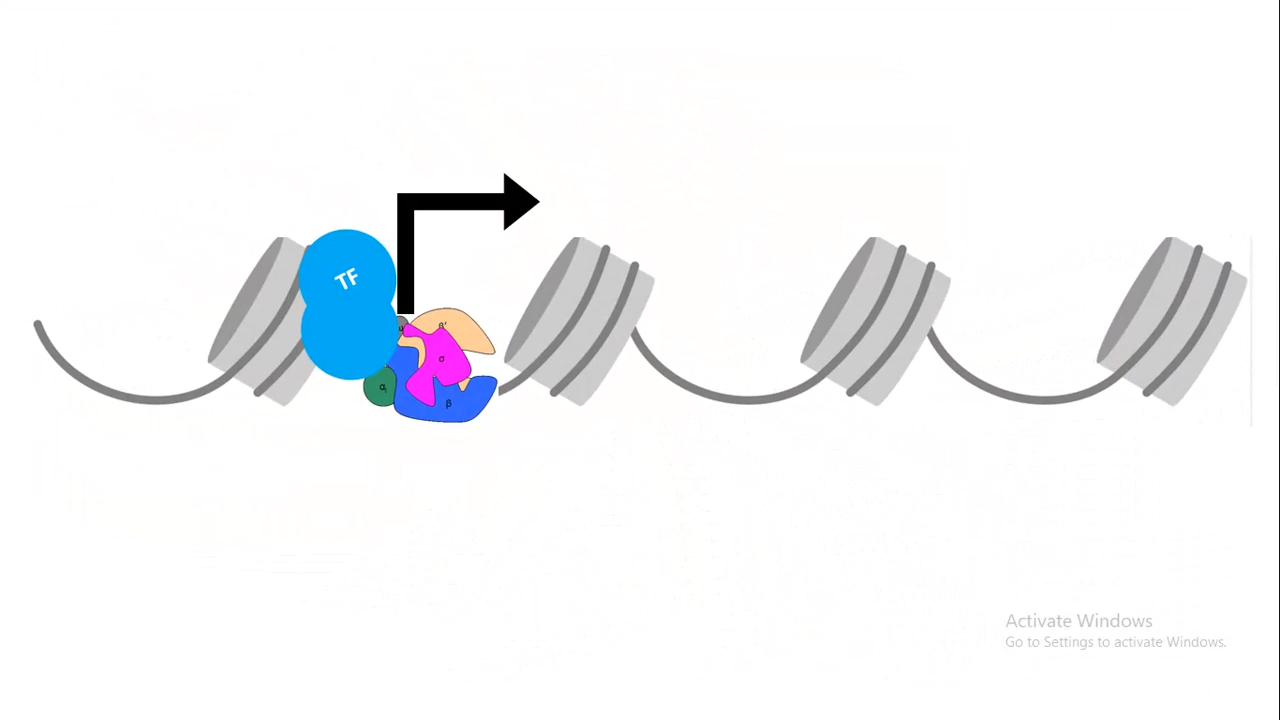 TF
β'
σ
α
β
Activate Windows
Go to Settings to activate Windows.